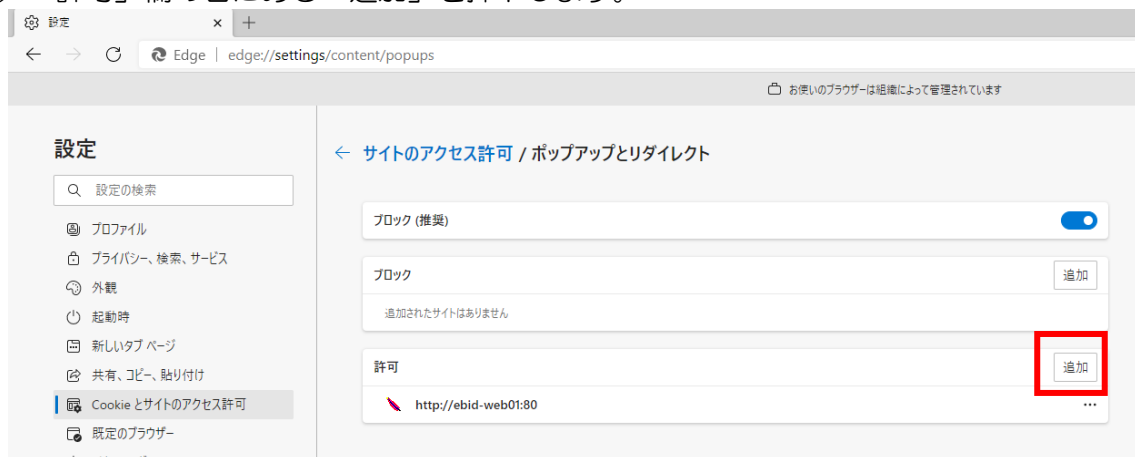 設定
Edge | edge://settings/content/popups
お使いのブラウザーは組織によって管理されています
設定
設定の検索
プロファイル
プライバシー、検索、サービス
外観
起動時
新しいタブ ページ
共有、コピー、貼り付け
Cookie とサイトのアクセス許可
既定のブラウザー
サイトのアクセス許可 / ポップアップとリダイレクト
ブロック (推奨)
ブロック
追加
追加されたサイトはありません
許可
追加
http://ebid-web01:80